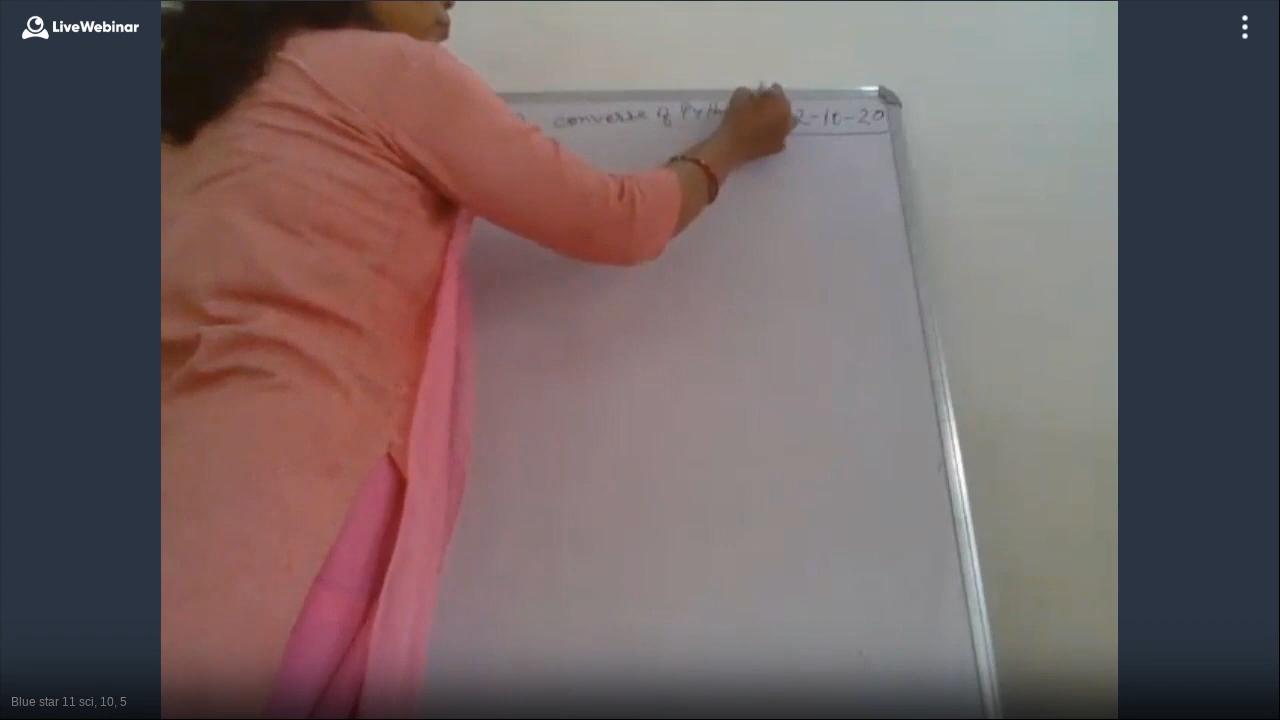 LiveWebinar
converse of Pyth 2-10-20
Blue star 11 sci, 10, 5